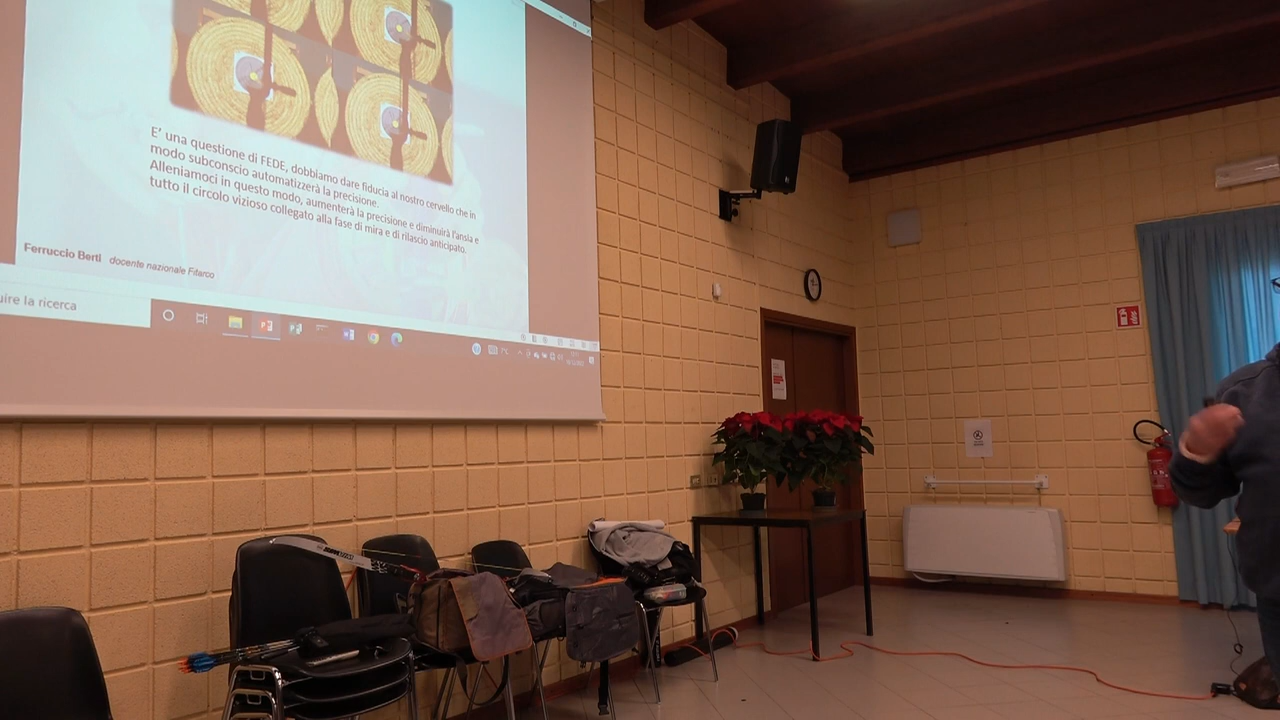 E' una questione di FEDE, dobbiamo dare fiducia al nostro cervello che in
modo subconscio automatizzerà la precisione.
Alleniamoci in questo modo, aumenterà la precisione e diminuirà l'ansia e
tutto il circolo vizioso collegato alla fase di mira e di rilascio anticipato.
Ferruccio Berti docente nazionale Fitarco
uire la ricerca